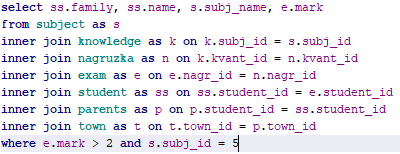 select ss.family, ss.name, s.subj_name, e.mark
from subject as s
inner join knowledge as k on k.subj_id = s.subj_id
inner join nagruzka as n on k.kvant_id = n.kvant_id
inner join exam as e on e.nagr_id = n.nagr_id
inner join student as ss on ss.student_id = e.student_id
inner join parents as p on p.student_id = ss.student_id
inner join town as t on t.town_id = p.town_id
where e.mark > 2 and s.subj_id = 5